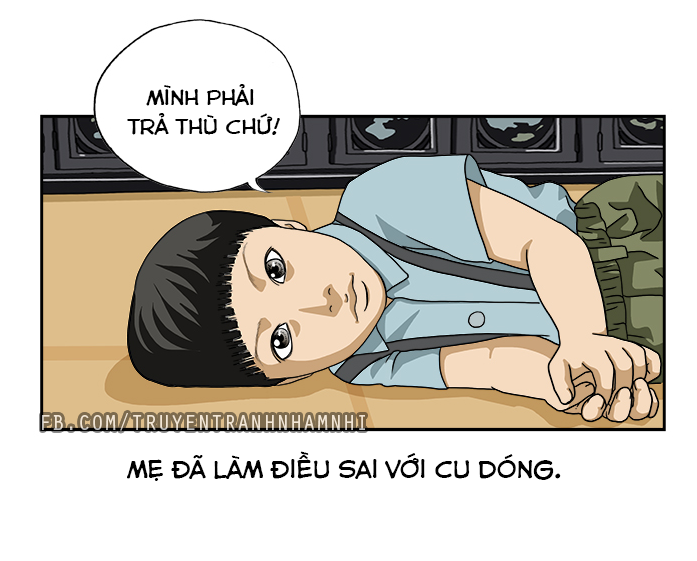 MÌNH PHẢI
TRẢ THÙ CHỨ!
FB.COM/TRUYENTRANHNHAMNHI
MẸ ĐÃ LÀM ĐIỀU SAI VỚI CU DÓNG.